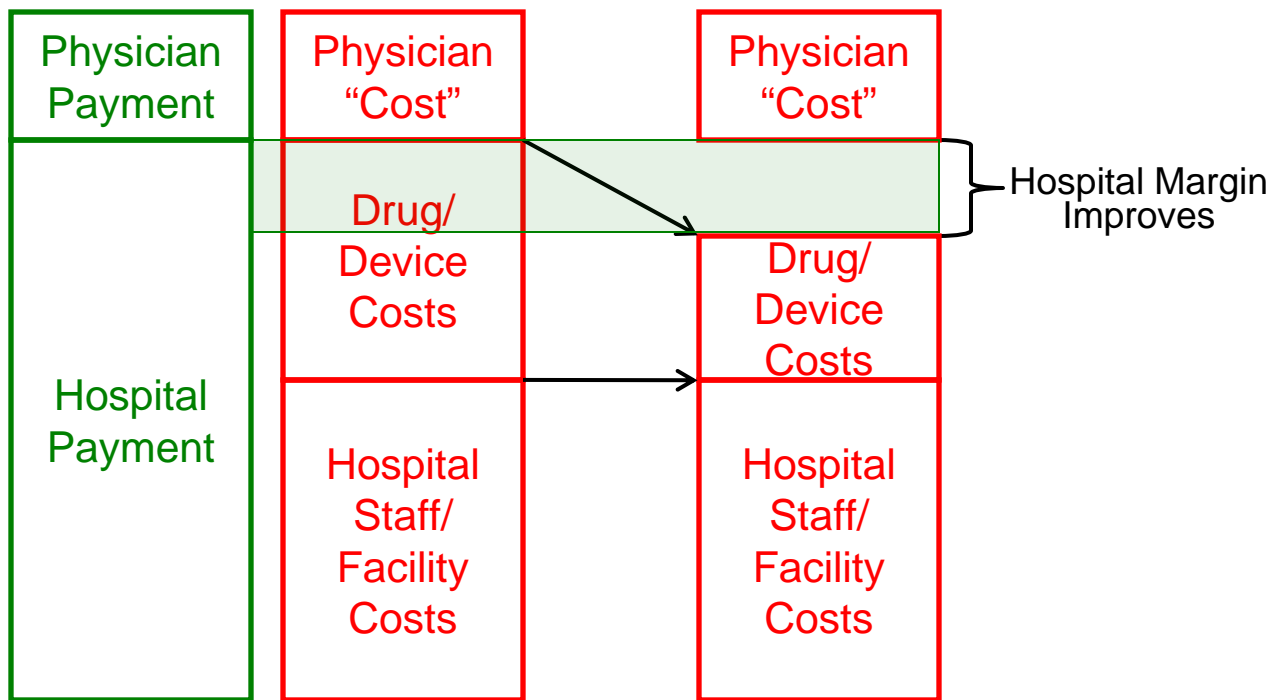 Physician
Payment
Hospital
Payment
Physician
“Cost”
Drug/
Device
Costs
Hospital
Staff/
Facility
Costs
Physician
“Cost”
Drug/
Device
Costs
Hospital
Staff/
Facility
Costs
Hospital Margin
Improves